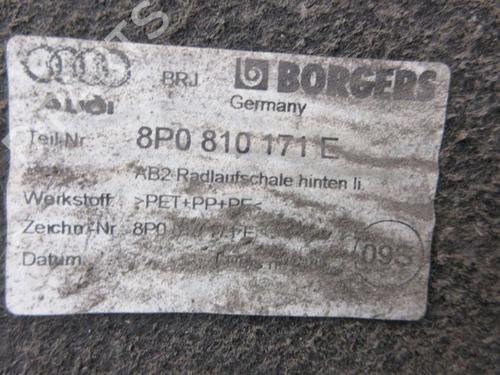 BRJ BORGERS
AUDI Germany
Teil Nr. 8P0 810 171 E
AB2 Radlaufschale hinten li.
Werkstoff >PET+PP+PE<
Zeichn.-Nr. 8P0
Datum 095